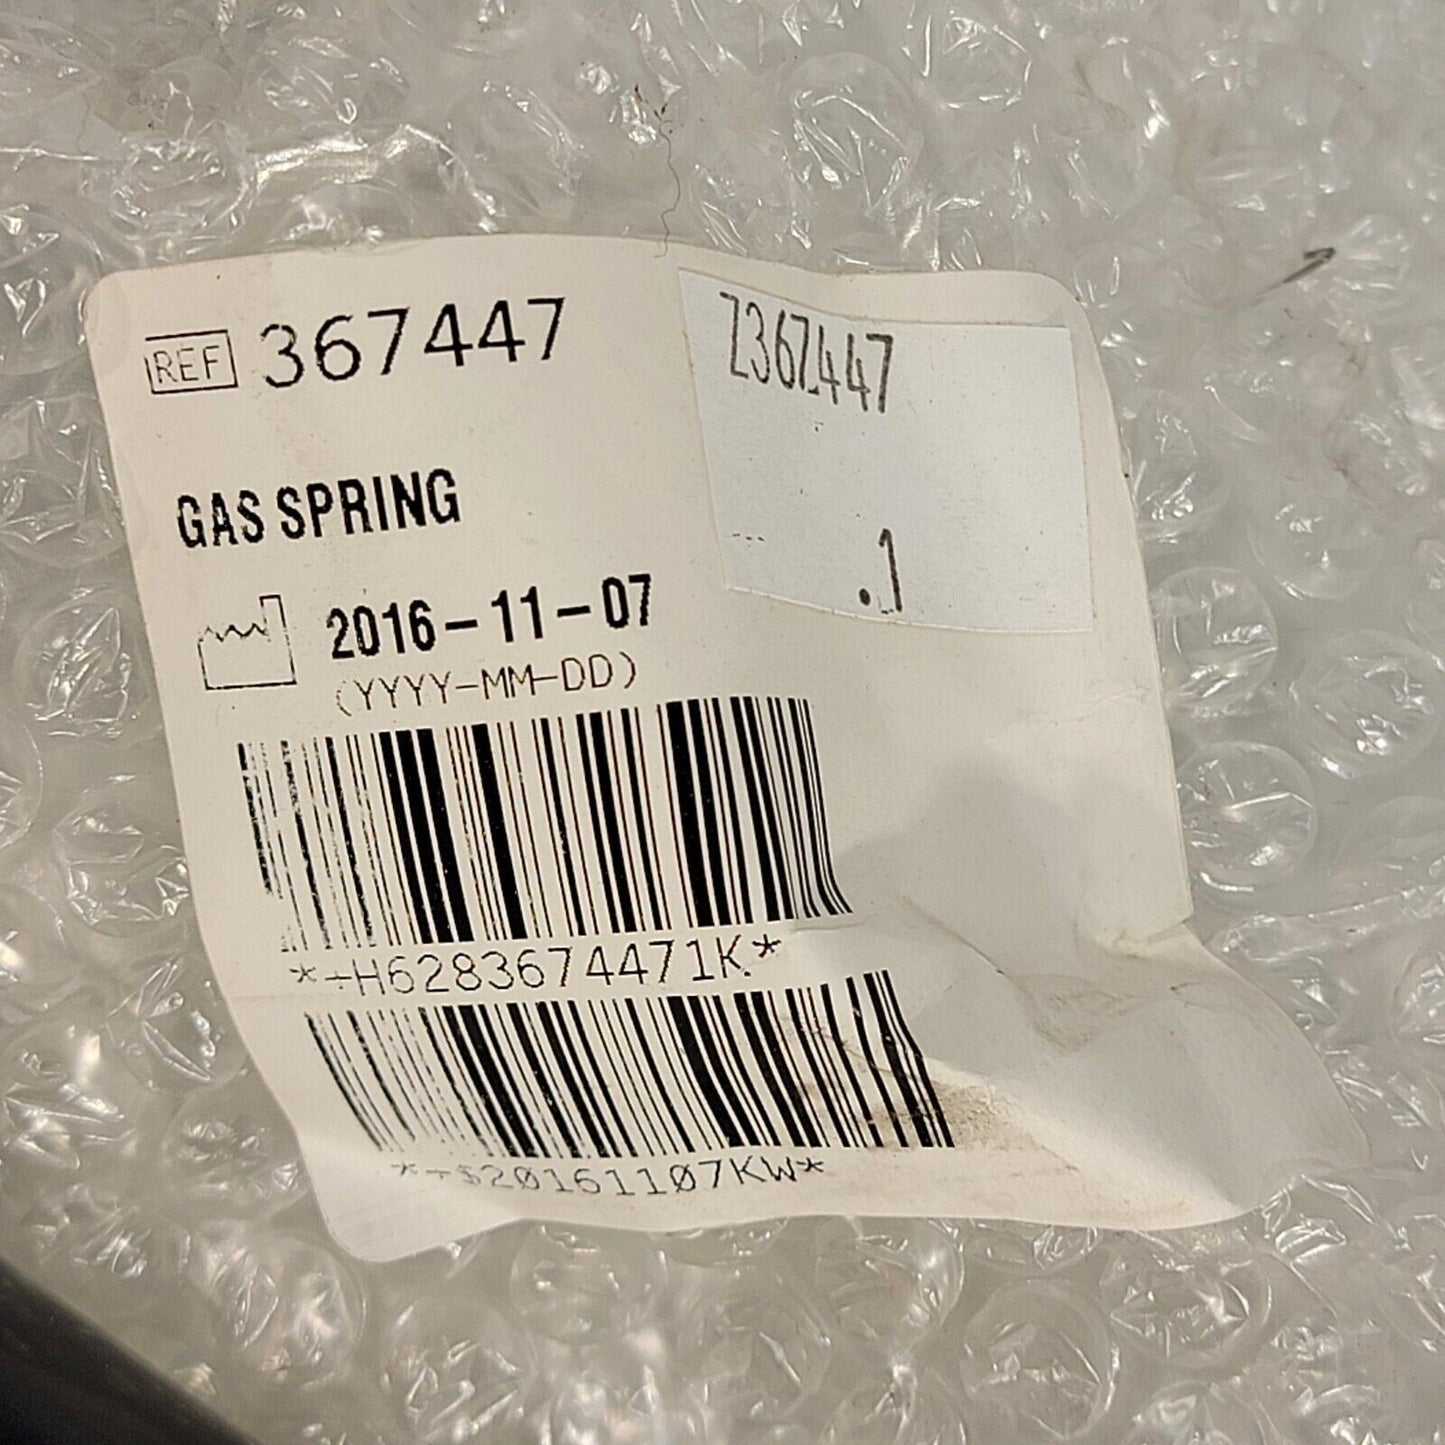 REF 367447
Z367447
GAS SPRING
.1
2016-11-07
(YYYY-MM-DD)
*+H6283674471K*
*+$20161107KW*